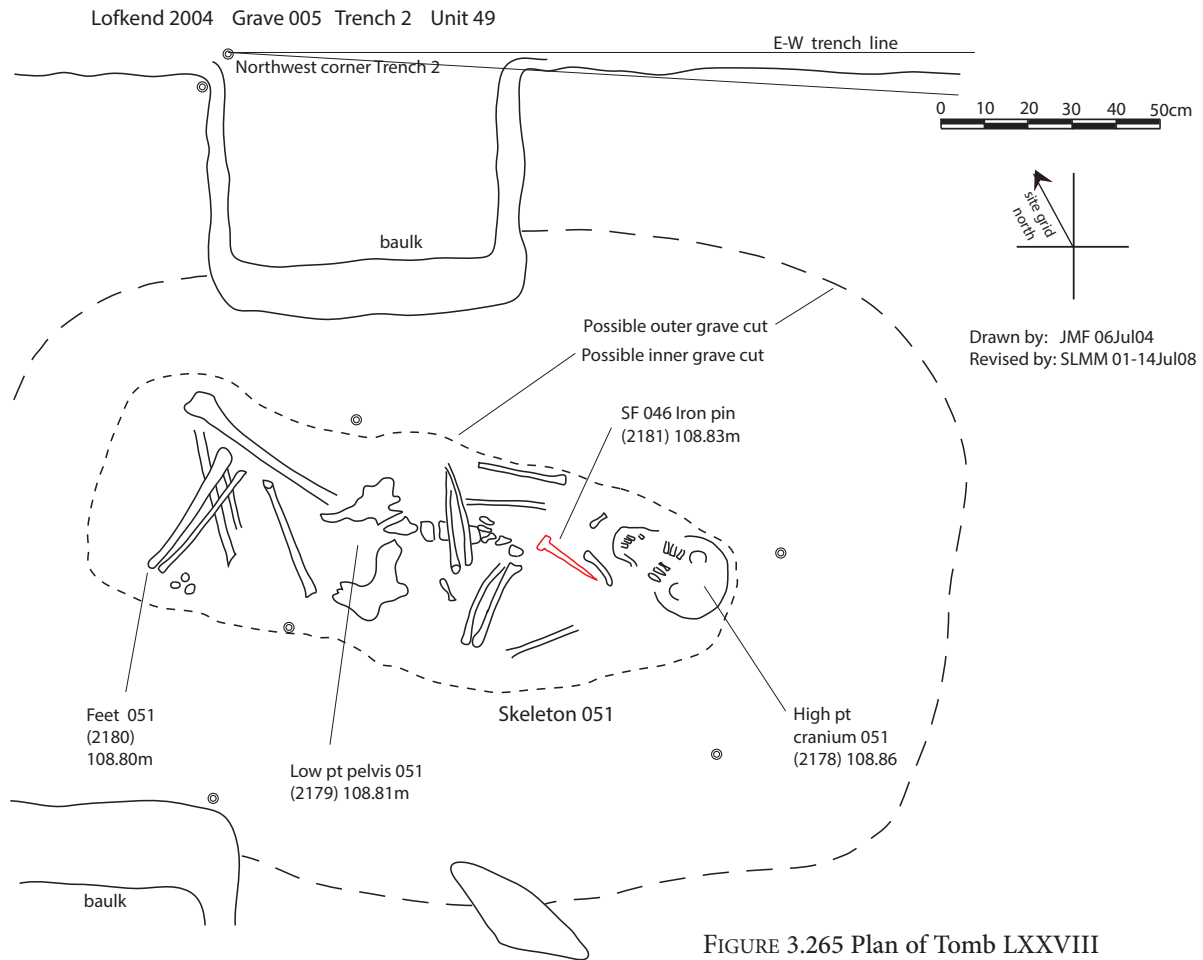 Lofkend 2004 Grave 005 Trench 2 Unit 49
E-W trench line
Northwest corner Trench 2
0 10 20 30 40 50cm
site grid
north
baulk
Possible outer grave cut
Possible inner grave cut
Drawn by: JMF 06Jul04
Revised by: SLMM 01-14Jul08
SF 046 Iron pin
(2181) 108.83m
Skeleton 051
Feet 051
(2180)
108.80m
Low pt pelvis 051
(2179) 108.81m
High pt
cranium 051
(2178) 108.86
baulk
FIGURE 3.265 Plan of Tomb LXXVIII